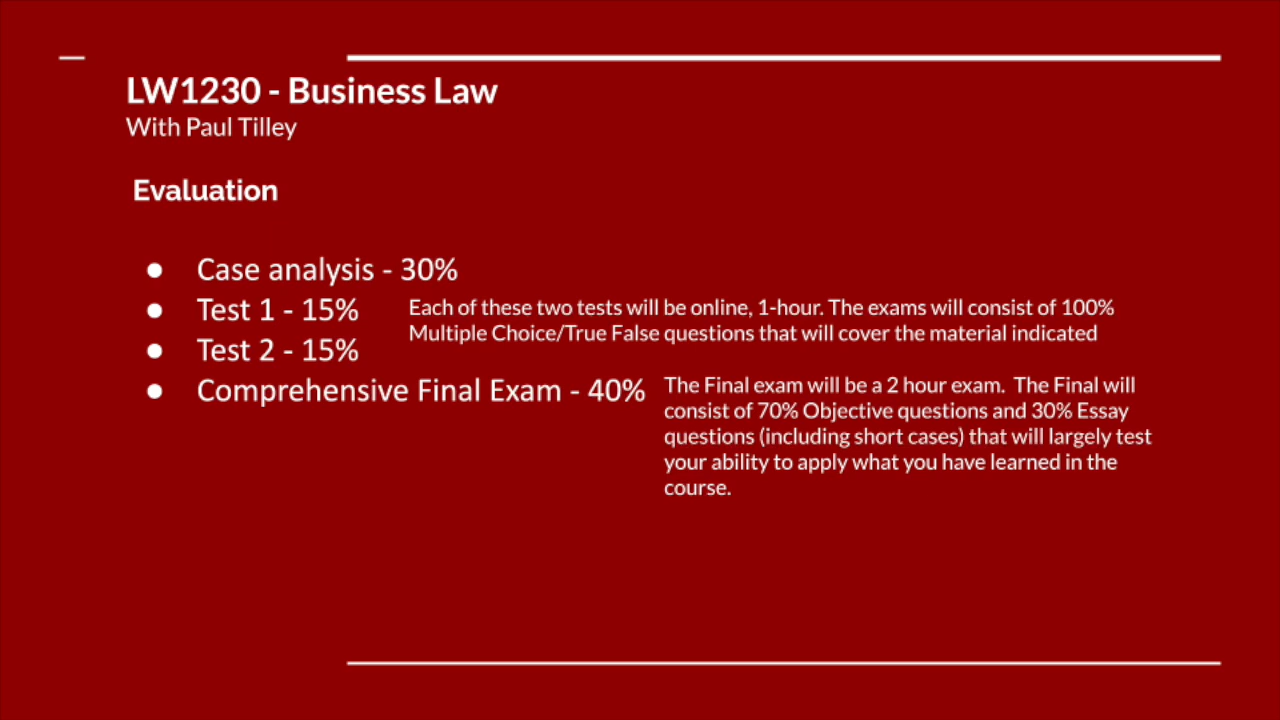 LW1230 - Business Law
With Paul Tilley
Evaluation
● Case analysis - 30%
● Test 1 - 15%
Each of these two tests will be online, 1-hour. The exams will consist of 100%
Multiple Choice/True False questions that will cover the material indicated
● Test 2 - 15%
● Comprehensive Final Exam - 40%
The Final exam will be a 2 hour exam.  The Final will
consist of 70% Objective questions and 30% Essay
questions (including short cases) that will largely test
your ability to apply what you have learned in the
course.